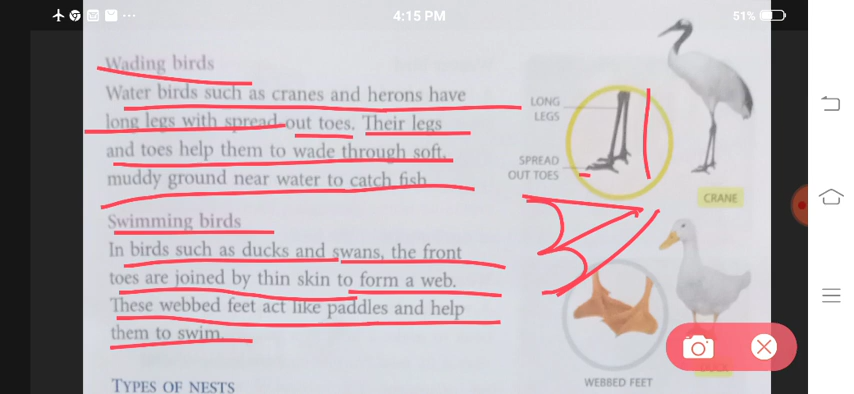 4:15 PM
51%
Wading birds
Water birds such as cranes and herons have
long legs with spread-out toes. Their legs
and toes help them to wade through soft,
muddy ground near water to catch fish.
LONG
LEGS
SPREAD
OUT TOES
CRANE
Swimming birds
In birds such as ducks and swans, the front
toes are joined by thin skin to form a web.
These webbed feet act like paddles and help
them to swim.
WEBBED FEET
DUCK
TYPES OF NESTS